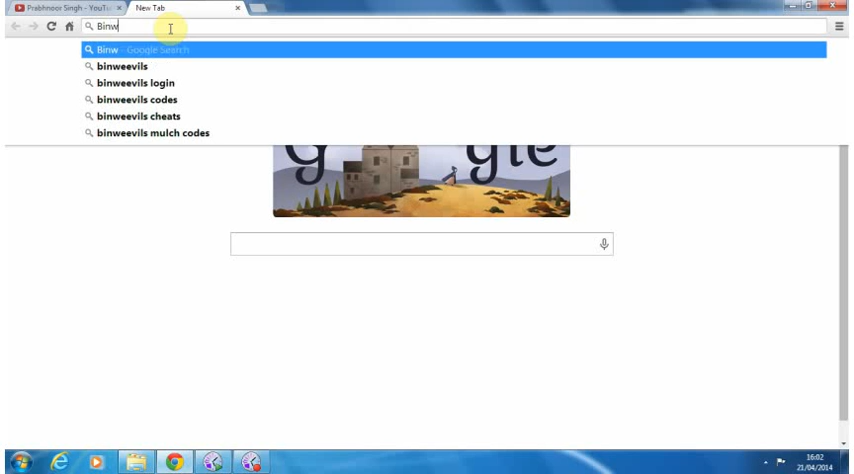 Prabhnoor Singh - YouTu
New Tab
Binw
Binw - Google Search
binweevils
binweevils login
binweevils codes
binweevils cheats
binweevils mulch codes
16:02
21/04/2014